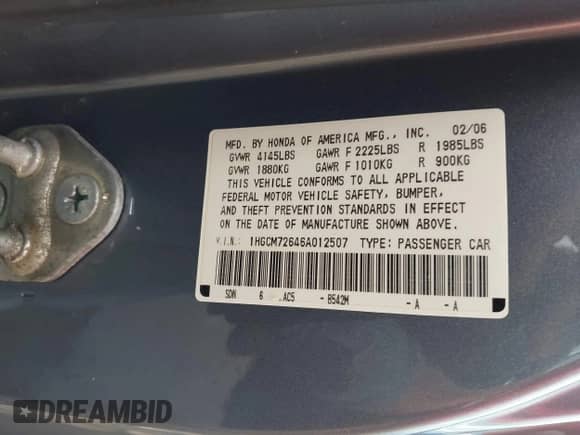 MFD. BY HONDA OF AMERICA MFG., INC. 02/06
GVWR 4145LBS GAWR F 2225LBS R 1985LBS
GVWR 1880KG GAWR F 1010KG R 900KG
THIS VEHICLE CONFORMS TO ALL APPLICABLE
FEDERAL MOTOR VEHICLE SAFETY, BUMPER,
AND THEFT PREVENTION STANDARDS IN EFFECT
ON THE DATE OF MANUFACTURE SHOWN ABOVE.
V.I.N.: 1HGCM72646A012507 TYPE: PASSENGER CAR
SDN 6 AC5 - B542M - A - A
DREAMBID